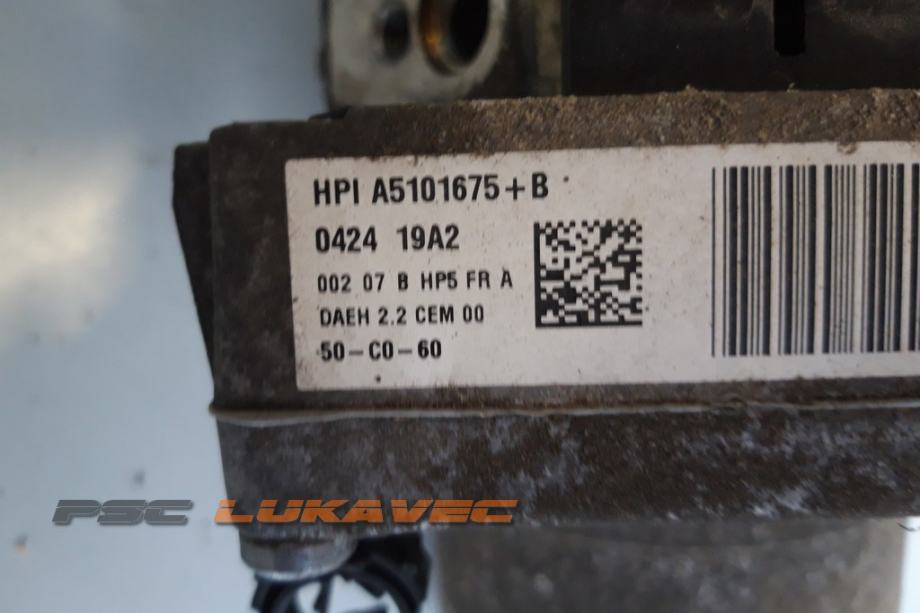 HPI A5101675+B
0424 19A2
002 07 B HP5 FR A
DAEH 2.2 CEM 00
50-C0-60
PSC LUKAVEC